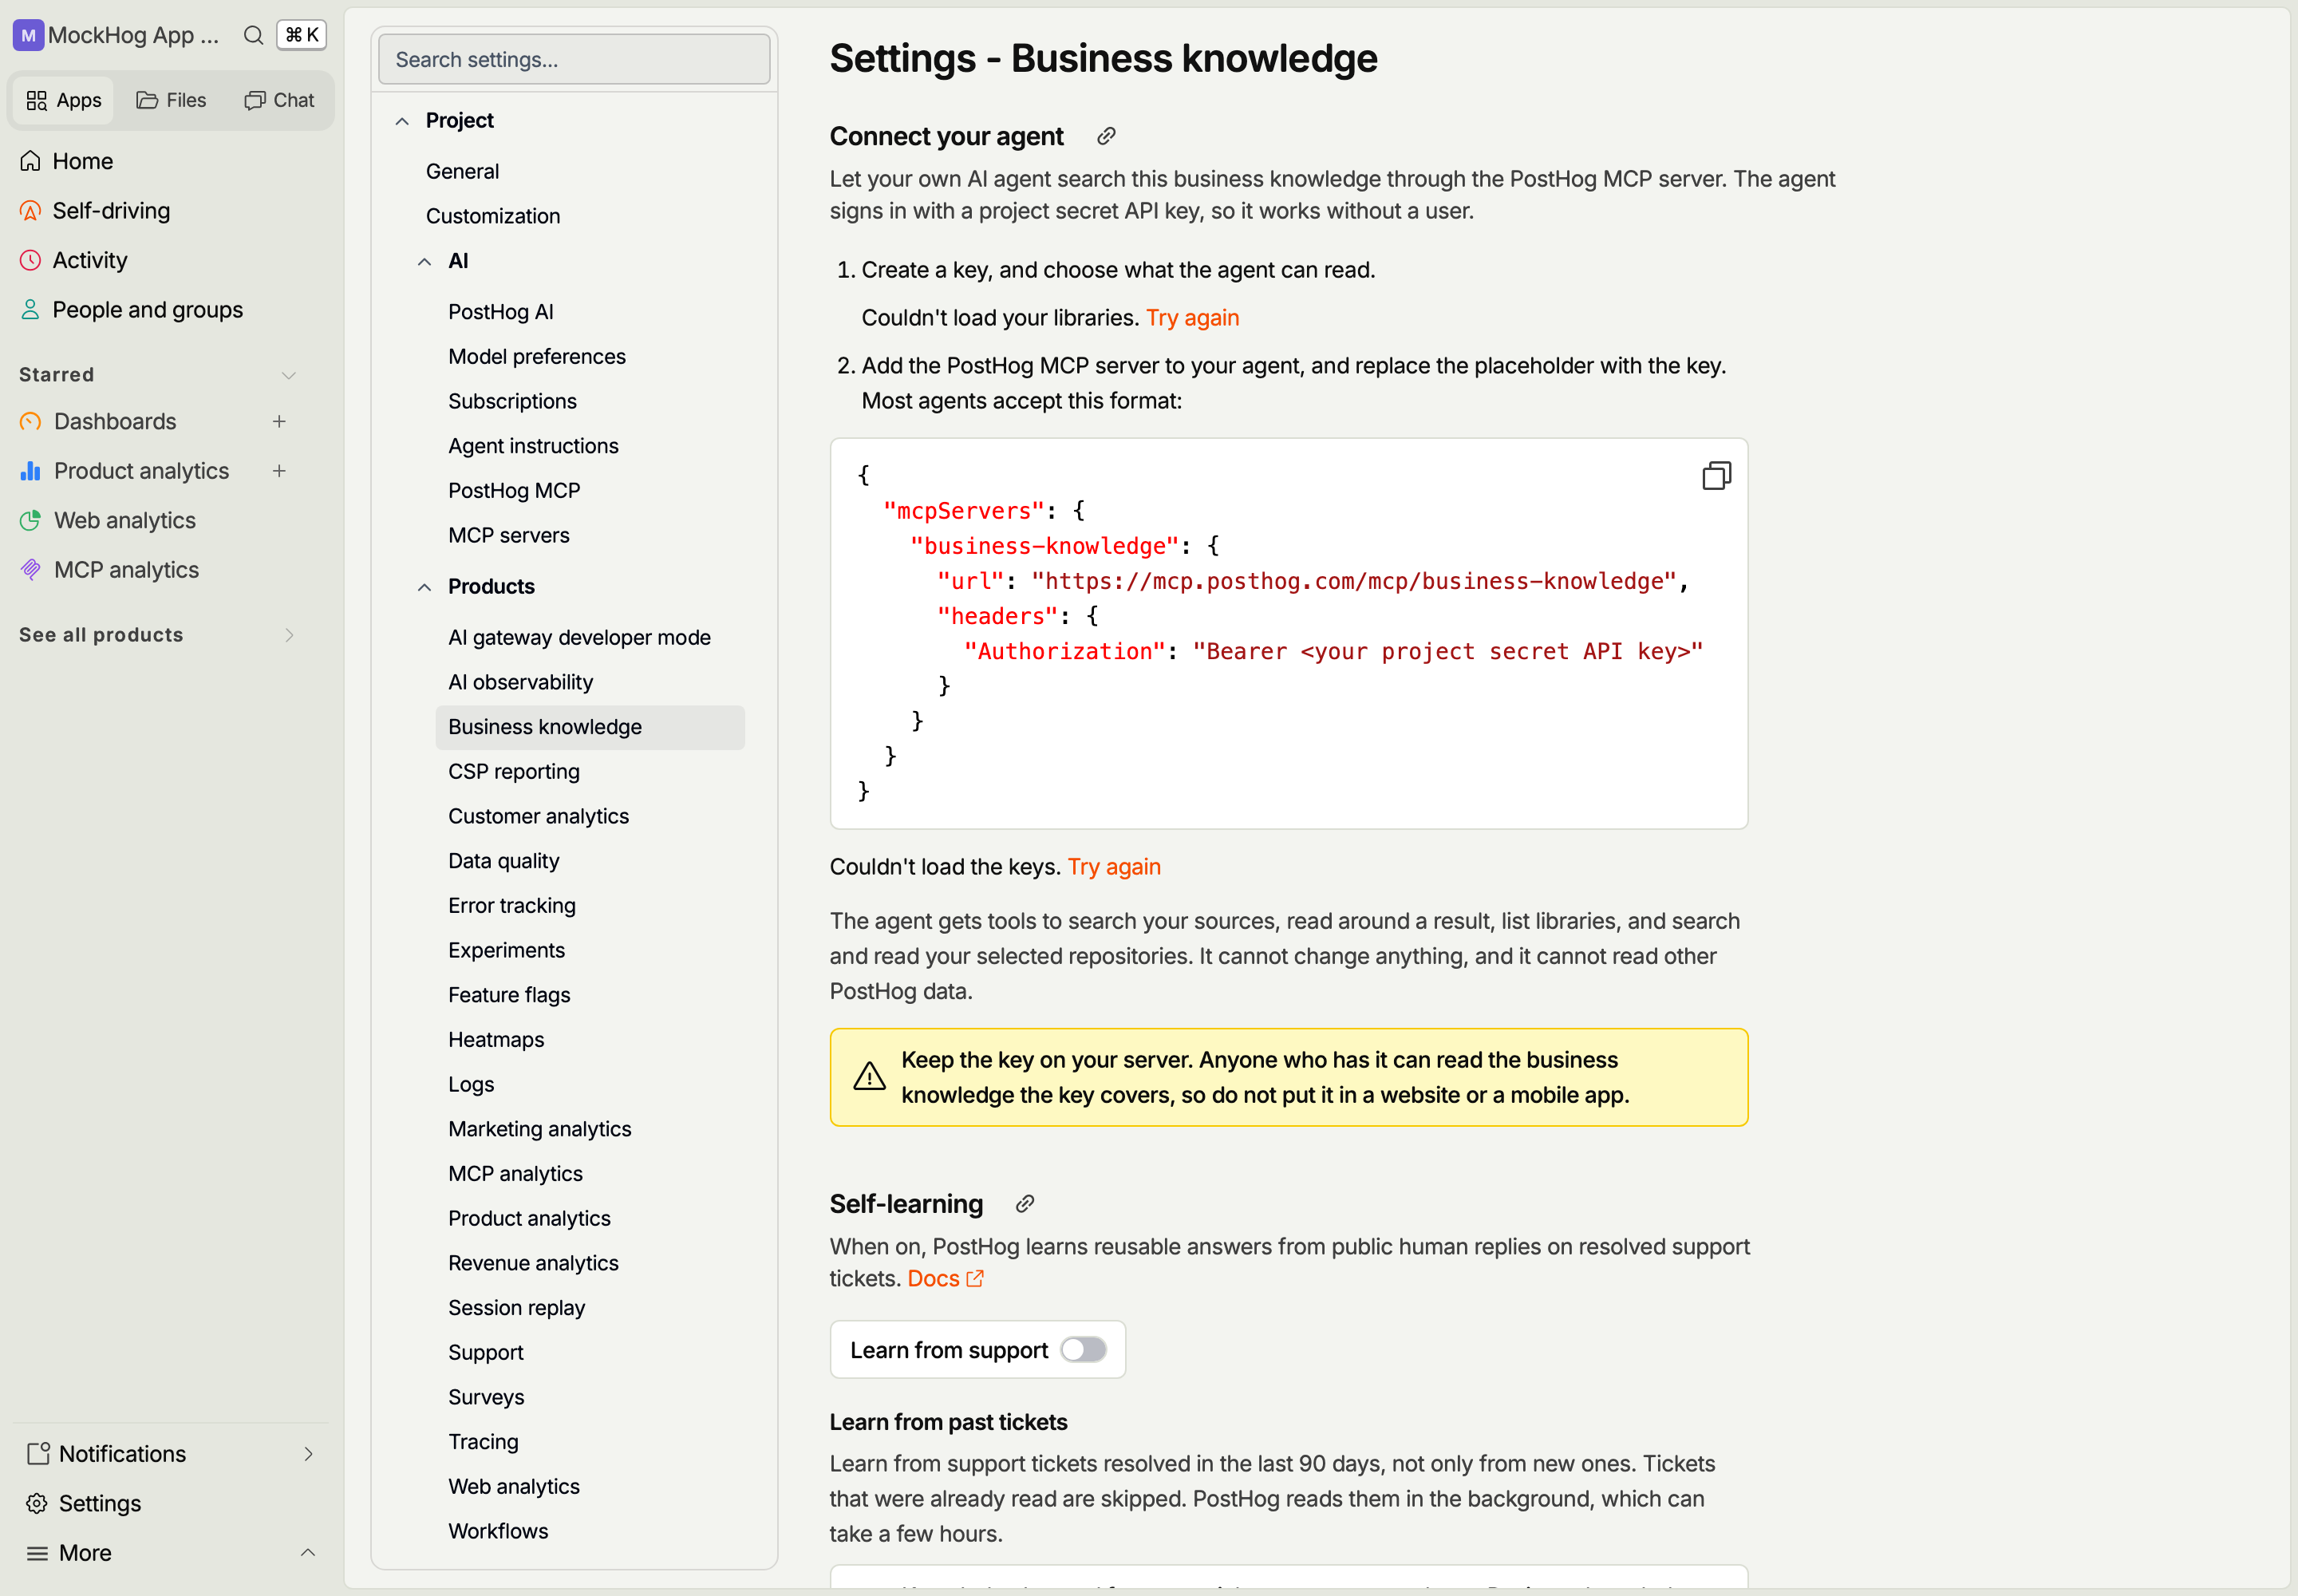 M MockHog App ... ⌘ K
Apps Files Chat
Home
Self-driving
Activity
People and groups
Starred
Dashboards
Product analytics
Web analytics
MCP analytics
See all products
Notifications
Settings
More
Search settings...
Project
General
Customization
AI
PostHog AI
Model preferences
Subscriptions
Agent instructions
PostHog MCP
MCP servers
Products
AI gateway developer mode
AI observability
Business knowledge
CSP reporting
Customer analytics
Data quality
Error tracking
Experiments
Feature flags
Heatmaps
Logs
Marketing analytics
MCP analytics
Product analytics
Revenue analytics
Session replay
Support
Surveys
Tracing
Web analytics
Workflows
Settings - Business knowledge
Connect your agent
Let your own AI agent search this business knowledge through the PostHog MCP server. The agent
signs in with a project secret API key, so it works without a user.
1. Create a key, and choose what the agent can read.
Couldn't load your libraries. Try again
2. Add the PostHog MCP server to your agent, and replace the placeholder with the key.
Most agents accept this format:
{
"mcpServers": {
"business-knowledge": {
"url": "https://mcp.posthog.com/mcp/business-knowledge",
"headers": {
"Authorization": "Bearer <your project secret API key>"
}
}
}
}
Couldn't load the keys. Try again
The agent gets tools to search your sources, read around a result, list libraries, and search
and read your selected repositories. It cannot change anything, and it cannot read other
PostHog data.
Keep the key on your server. Anyone who has it can read the business
knowledge the key covers, so do not put it in a website or a mobile app.
Self-learning
When on, PostHog learns reusable answers from public human replies on resolved support
tickets. Docs
Learn from support
Learn from past tickets
Learn from support tickets resolved in the last 90 days, not only from new ones. Tickets
that were already read are skipped. PostHog reads them in the background, which can
take a few hours.